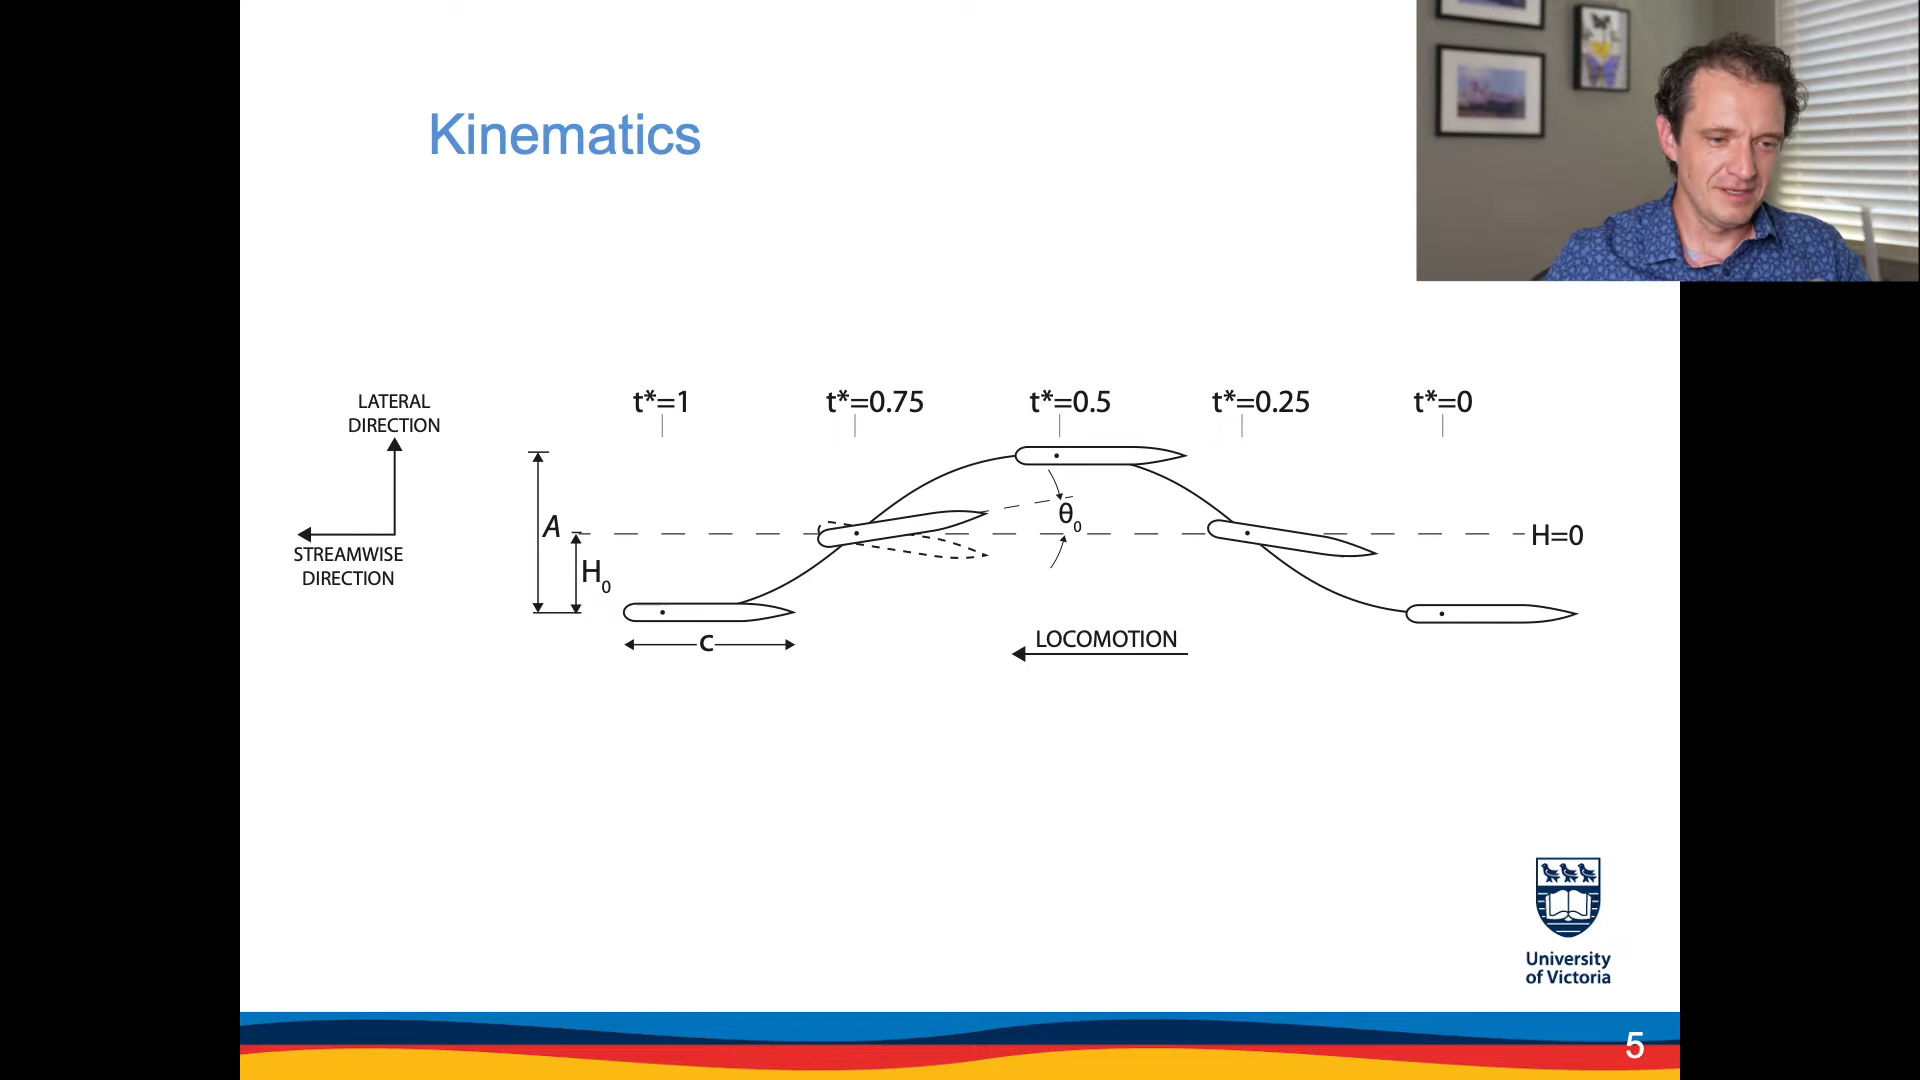 Kinematics
LATERAL
DIRECTION
STREAMWISE
DIRECTION
t*=1
t*=0.75
t*=0.5
t*=0.25
t*=0
A
H₀
θ₀
H=0
C
LOCOMOTION
University
of Victoria
5